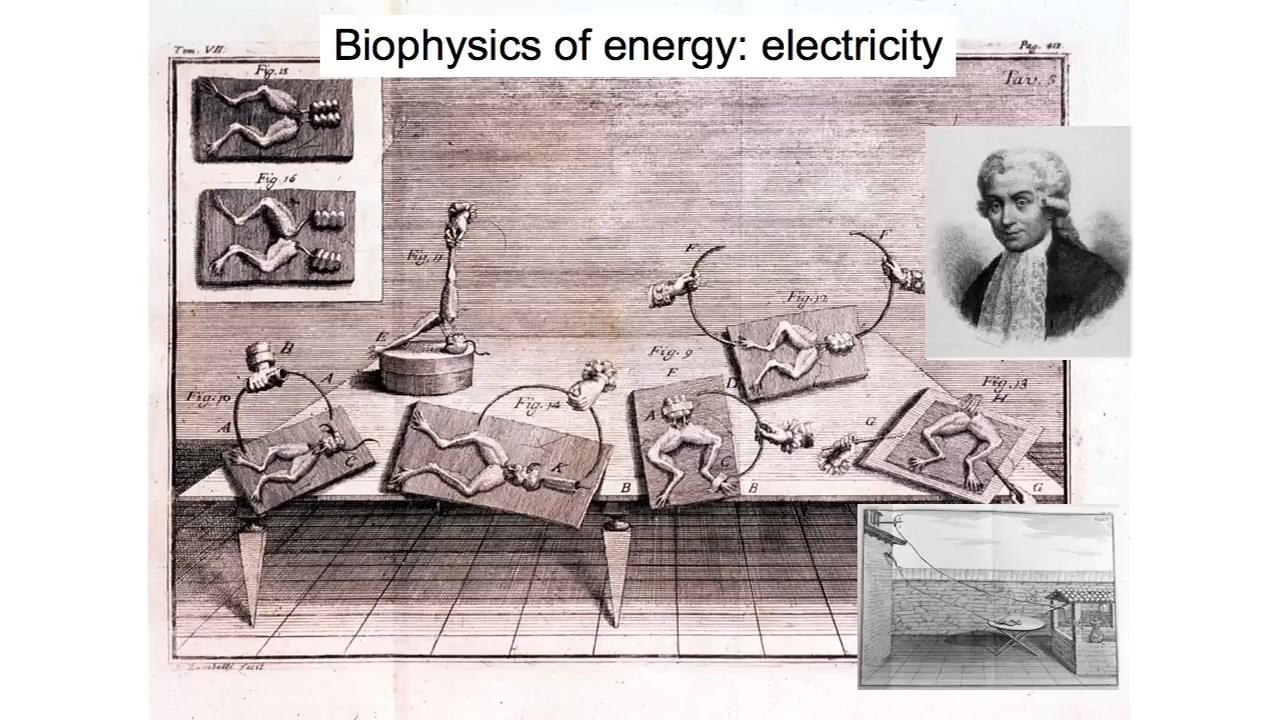 Biophysics of energy: electricity
Tom. VII.
Pag. 411
Tav. 3
Fig. 15
Fig. 16
Fig. 11
E
F
F
Fig. 12
Fig. 9
F
D
B
A
Fig. 10
A
C
Fig. 14
K
A
C
B
B
Fig. 13
H
G
G